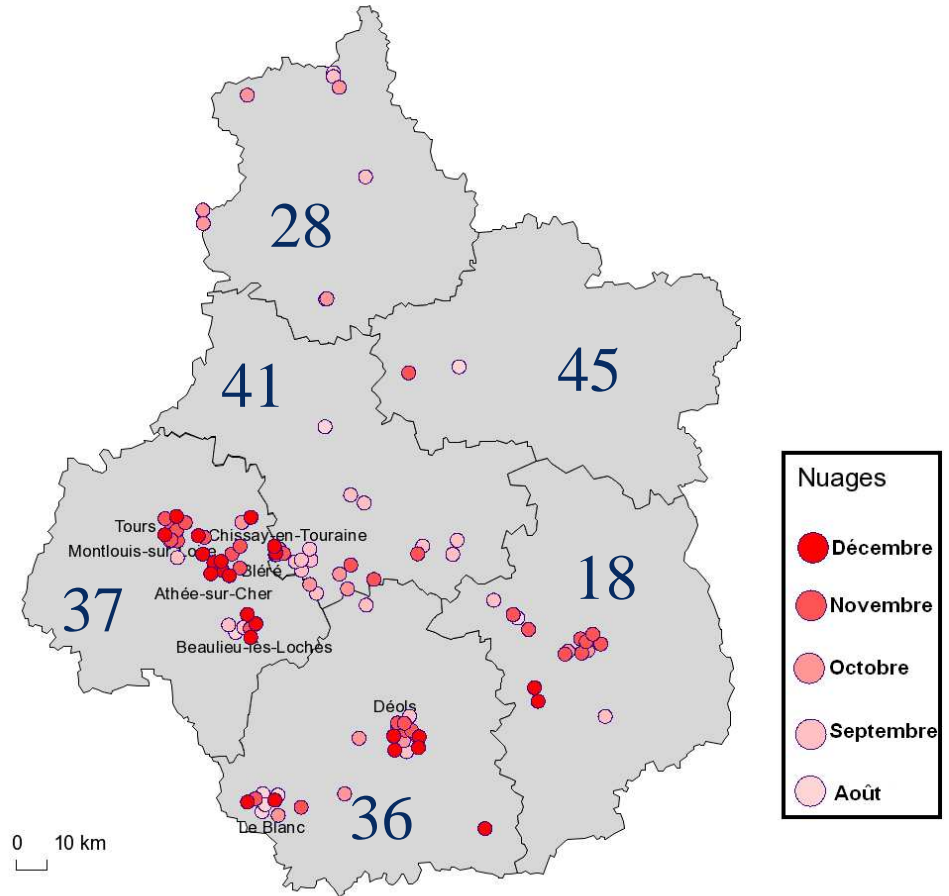 28
41
45
Tours
Chissay-en-Touraine
Montlouis-sur-Loire
Bléré
Athée-sur-Cher
37
18
Beaulieu-lès-Loches
Déols
36
Le Blanc
0 10 km
Nuages
Décembre
Novembre
Octobre
Septembre
Août